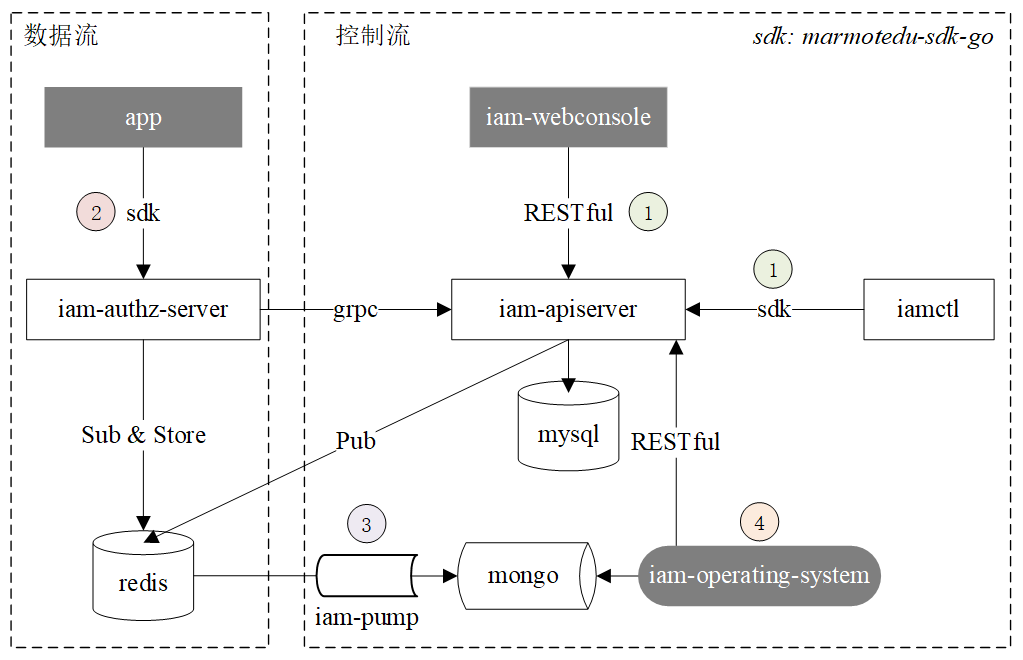 数据流
控制流
sdk: marmotedu-sdk-go
app
iam-webconsole
2
sdk
RESTful
1
1
iam-authz-server
grpc
iam-apiserver
sdk
iamctl
Sub & Store
Pub
mysql
RESTful
3
4
redis
mongo
iam-operating-system
iam-pump